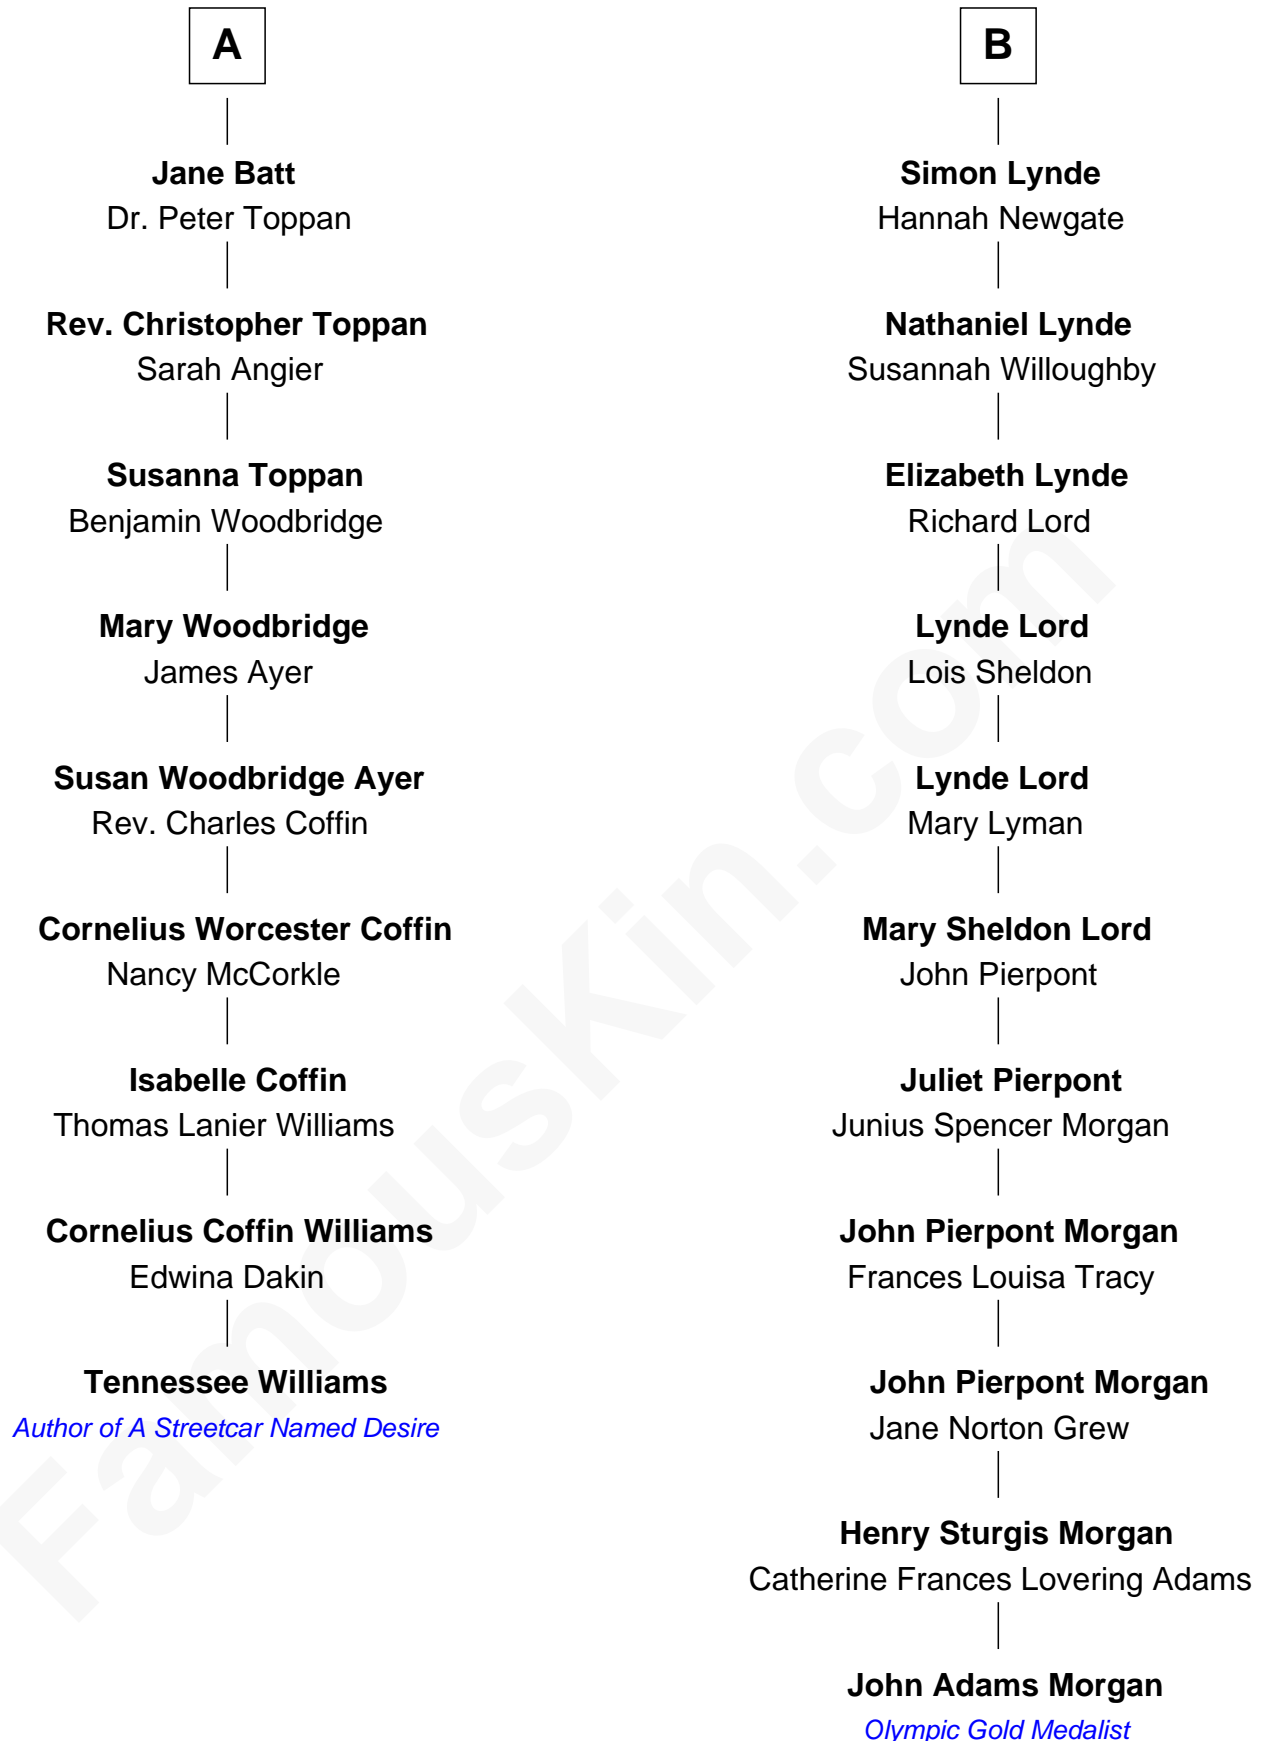 A
Jane Batt
Dr. Peter Toppan
Rev. Christopher Toppan
Sarah Angier
Susanna Toppan
Benjamin Woodbridge
Mary Woodbridge
James Ayer
Susan Woodbridge Ayer
Rev. Charles Coffin
Cornelius Worcester Coffin
Nancy McCorkle
Isabelle Coffin
Thomas Lanier Williams
Cornelius Coffin Williams
Edwina Dakin
Tennessee Williams
Author of A Streetcar Named Desire
B
Simon Lynde
Hannah Newgate
Nathaniel Lynde
Susannah Willoughby
Elizabeth Lynde
Richard Lord
Lynde Lord
Lois Sheldon
Lynde Lord
Mary Lyman
Mary Sheldon Lord
John Pierpont
Juliet Pierpont
Junius Spencer Morgan
John Pierpont Morgan
Frances Louisa Tracy
John Pierpont Morgan
Jane Norton Grew
Henry Sturgis Morgan
Catherine Frances Lovering Adams
John Adams Morgan
Olympic Gold Medalist
FamousKin.com